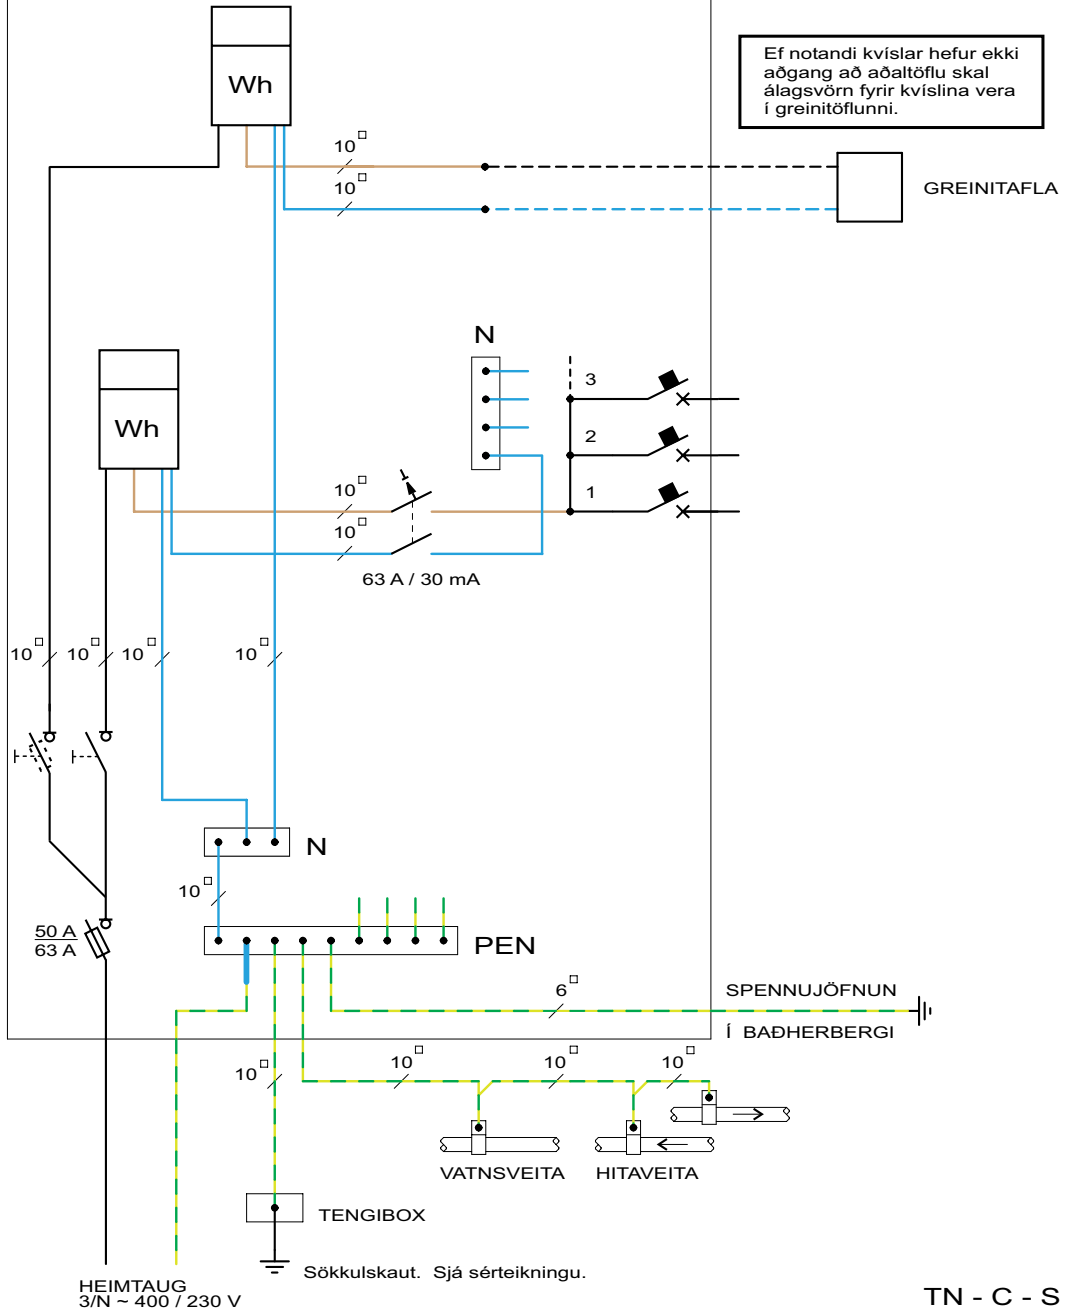 Wh
Ef notandi kvíslar hefur ekki
aðgang að aðaltöflu skal
álagsvörn fyrir kvíslina vera
í greinitöflunni.
10 □
10 □
GREINITAFLA
N
3
2
1
Wh
10 □
10 □
63 A / 30 mA
10 □ 10 □ 10 □ 10 □
N
10 □
50 A
63 A
PEN
6 □
SPENNUJÖFNUN
Í BAÐHERBERGI
10 □ 10 □ 10 □ 10 □
VATNSVEITA HITAVEITA
TENGIBOX
Sökkulskaut. Sjá sérteikningu.
HEIMTAUG
3/N ~ 400 / 230 V
TN - C - S